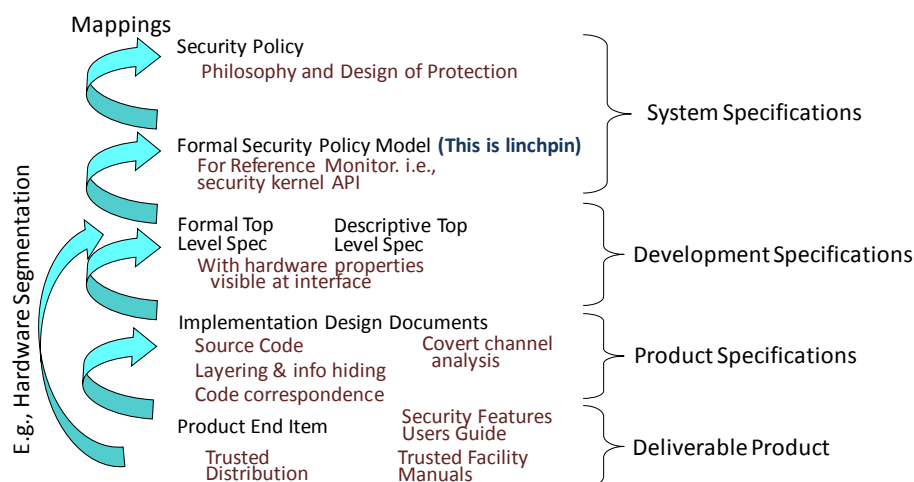 Mappings
Security Policy
Philosophy and Design of Protection
System Specifications
Formal Security Policy Model (This is linchpin)
For Reference Monitor. i.e.,
security kernel API
E.g., Hardware Segmentation
Formal Top
Level Spec
Descriptive Top
Level Spec
With hardware properties
visible at interface
Development Specifications
Implementation Design Documents
Source Code
Layering & info hiding
Code correspondence
Covert channel
analysis
Product Specifications
Product End Item
Trusted
Distribution
Security Features
Users Guide
Trusted Facility
Manuals
Deliverable Product